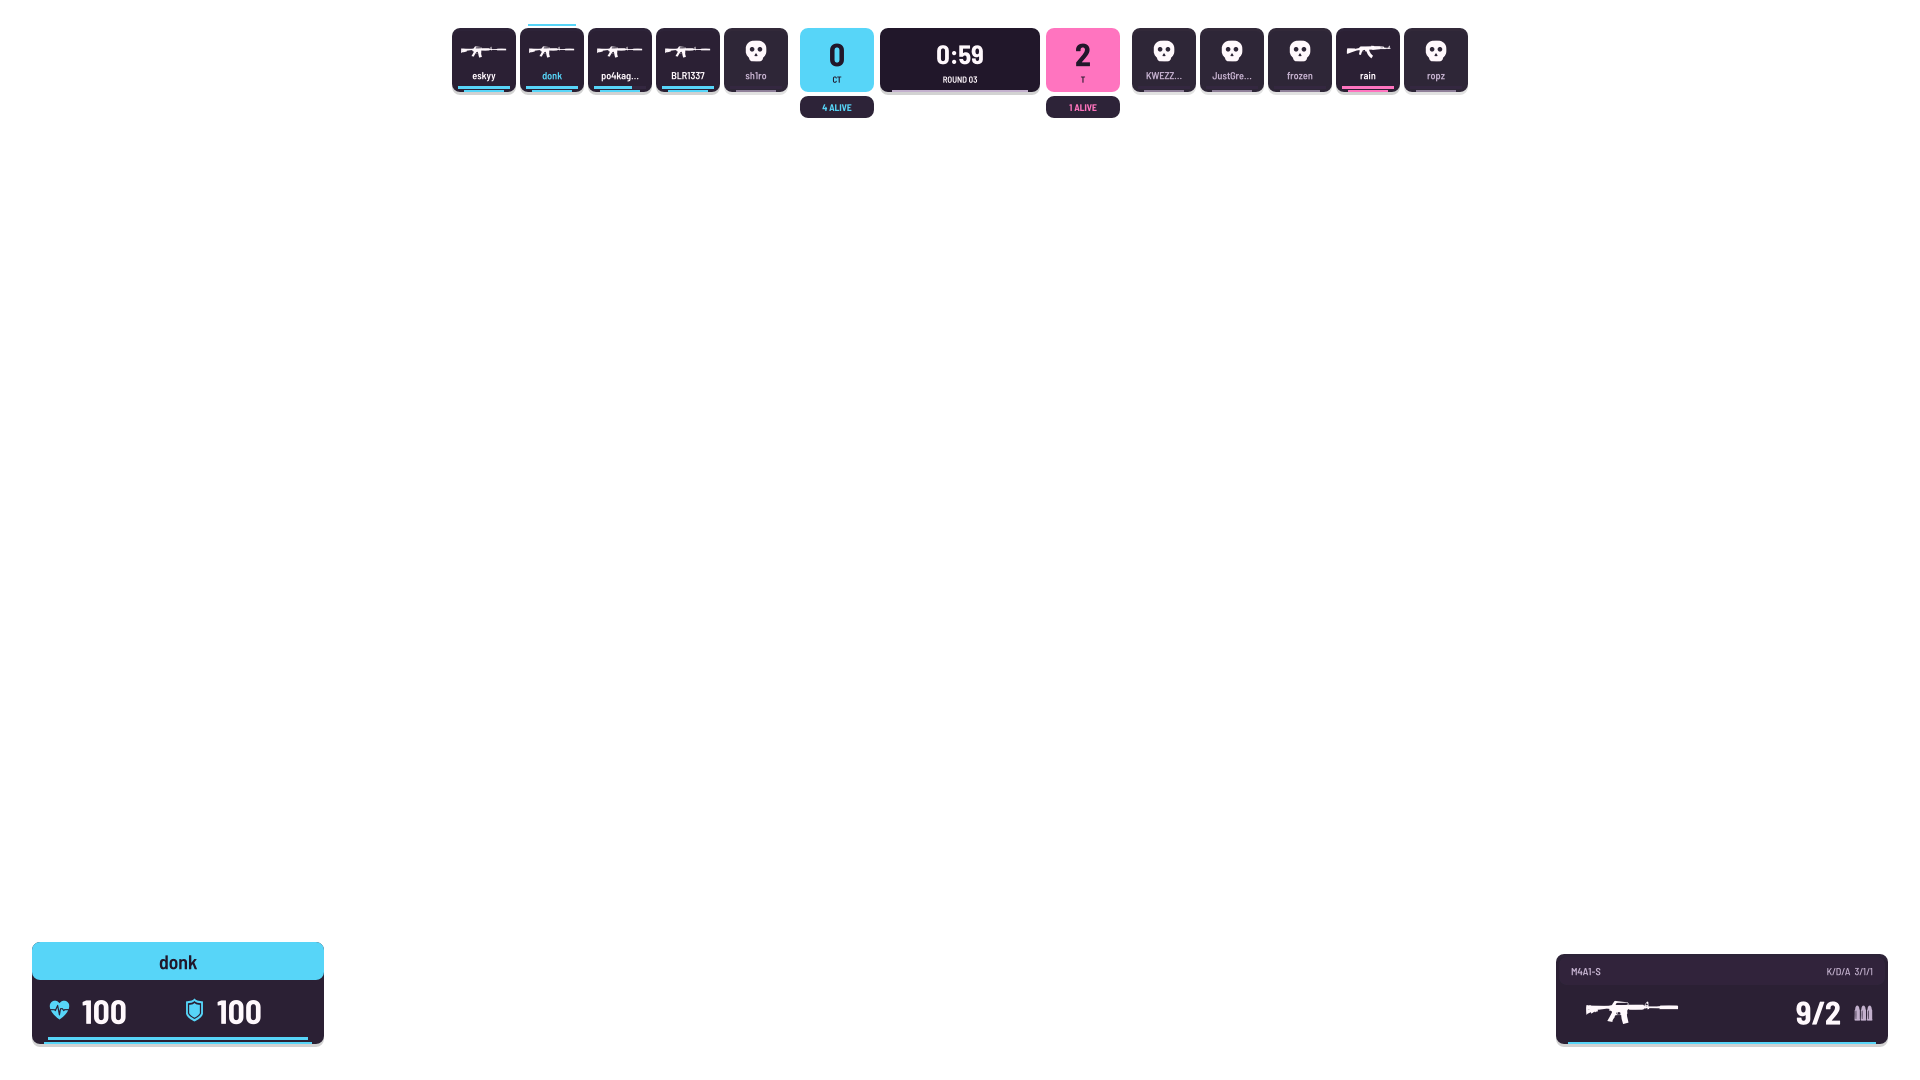 eskyy
donk
po4kag...
BLR1337
sh1ro
0
CT
4 ALIVE
0:59
ROUND 03
2
T
1 ALIVE
KWEZZ...
JustGre...
frozen
rain
ropz
donk
100
100
M4A1-S
K/D/A 3/1/1
9/2